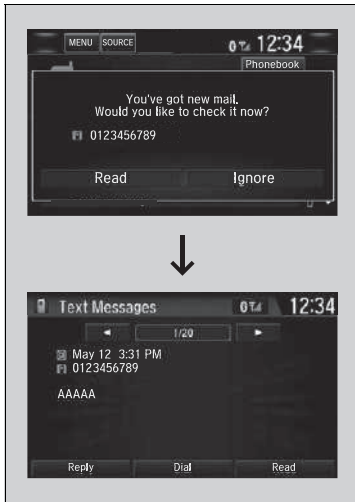 MENU SOURCE 12:34
Phonebook
You've got new mail.
Would you like to check it now?
0123456789
Read Ignore
Text Messages 12:34
1/20
May 12 3:31 PM
0123456789
AAAAA
Reply Dial Read